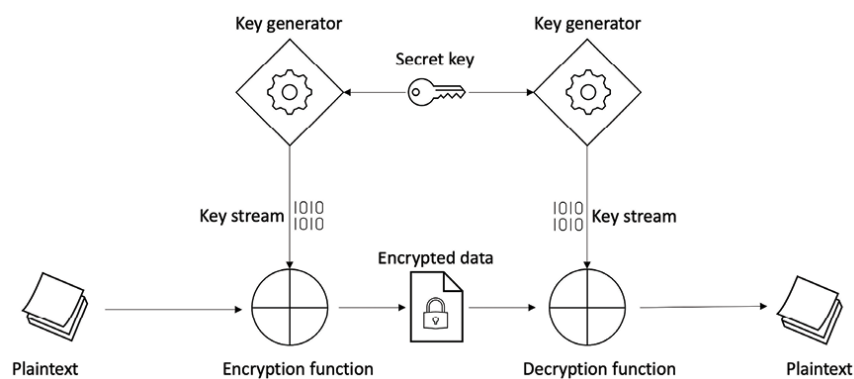 Key generator
Key generator
Secret key
Key stream
1010
1010
1010
1010
Key stream
Encrypted data
Plaintext
Encryption function
Decryption function
Plaintext